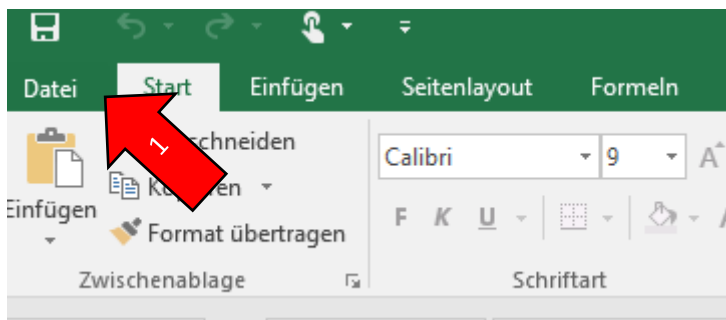 Datei Start Einfügen Seitenlayout Formeln
1
Calibri 9 A
Einfügen
Format übertragen
F K U
Zwischenablage Schriftart